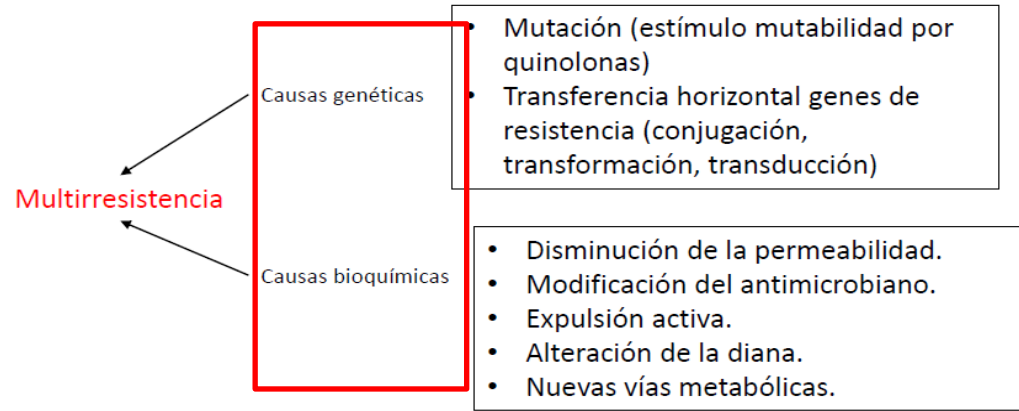 • Mutación (estímulo mutabilidad por
quinolonas)
Causas genéticas
• Transferencia horizontal genes de
resistencia (conjugación,
transformación, transducción)
Multirresistencia
Causas bioquímicas
• Disminución de la permeabilidad.
• Modificación del antimicrobiano.
• Expulsión activa.
• Alteración de la diana.
• Nuevas vías metabólicas.